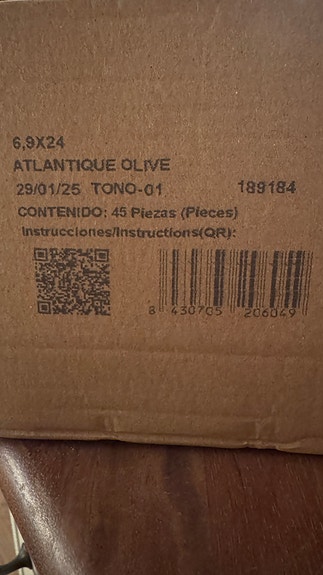 6,9X24
ATLANTIQUE OLIVE
29/01/25 TONO-01 189184
CONTENIDO: 45 Piezas (Pieces)
Instrucciones/Instructions(QR):
8 430705 206049